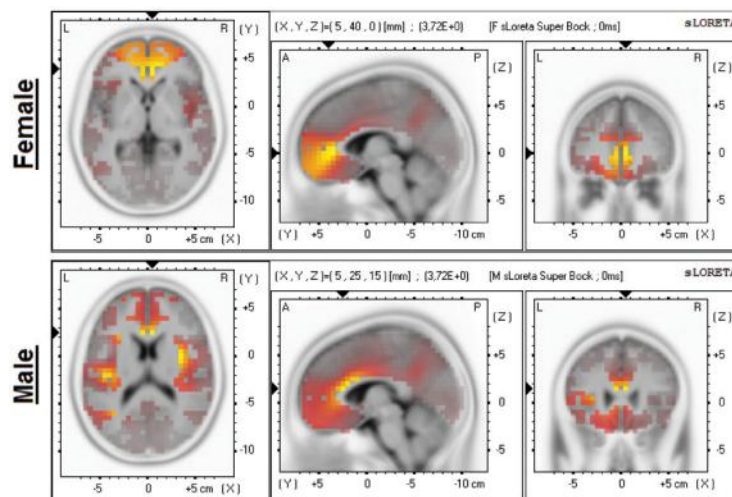 Female
L R (Y)
(X, Y, Z)=(5, 40, 0) [mm] ; (3,72E+0) [F sLoreta Super Bock ; 0ms] sLORETA
+5
0
-5
-10
-5 0 +5 cm (X)
A P (Z)
+5
0
-5
(Y) +5 0 -5 -10 cm
L R (Z)
+5
0
-5
-5 0 +5 cm (X)
Male
L R (Y)
(X, Y, Z)=(5, 25, 15) [mm] ; (3,72E+0) [M sLoreta Super Bock ; 0ms] sLORETA
+5
0
-5
-10
-5 0 +5 cm (X)
A P (Z)
+5
0
-5
(Y) +5 0 -5 -10 cm
L R (Z)
+5
0
-5
-5 0 +5 cm (X)